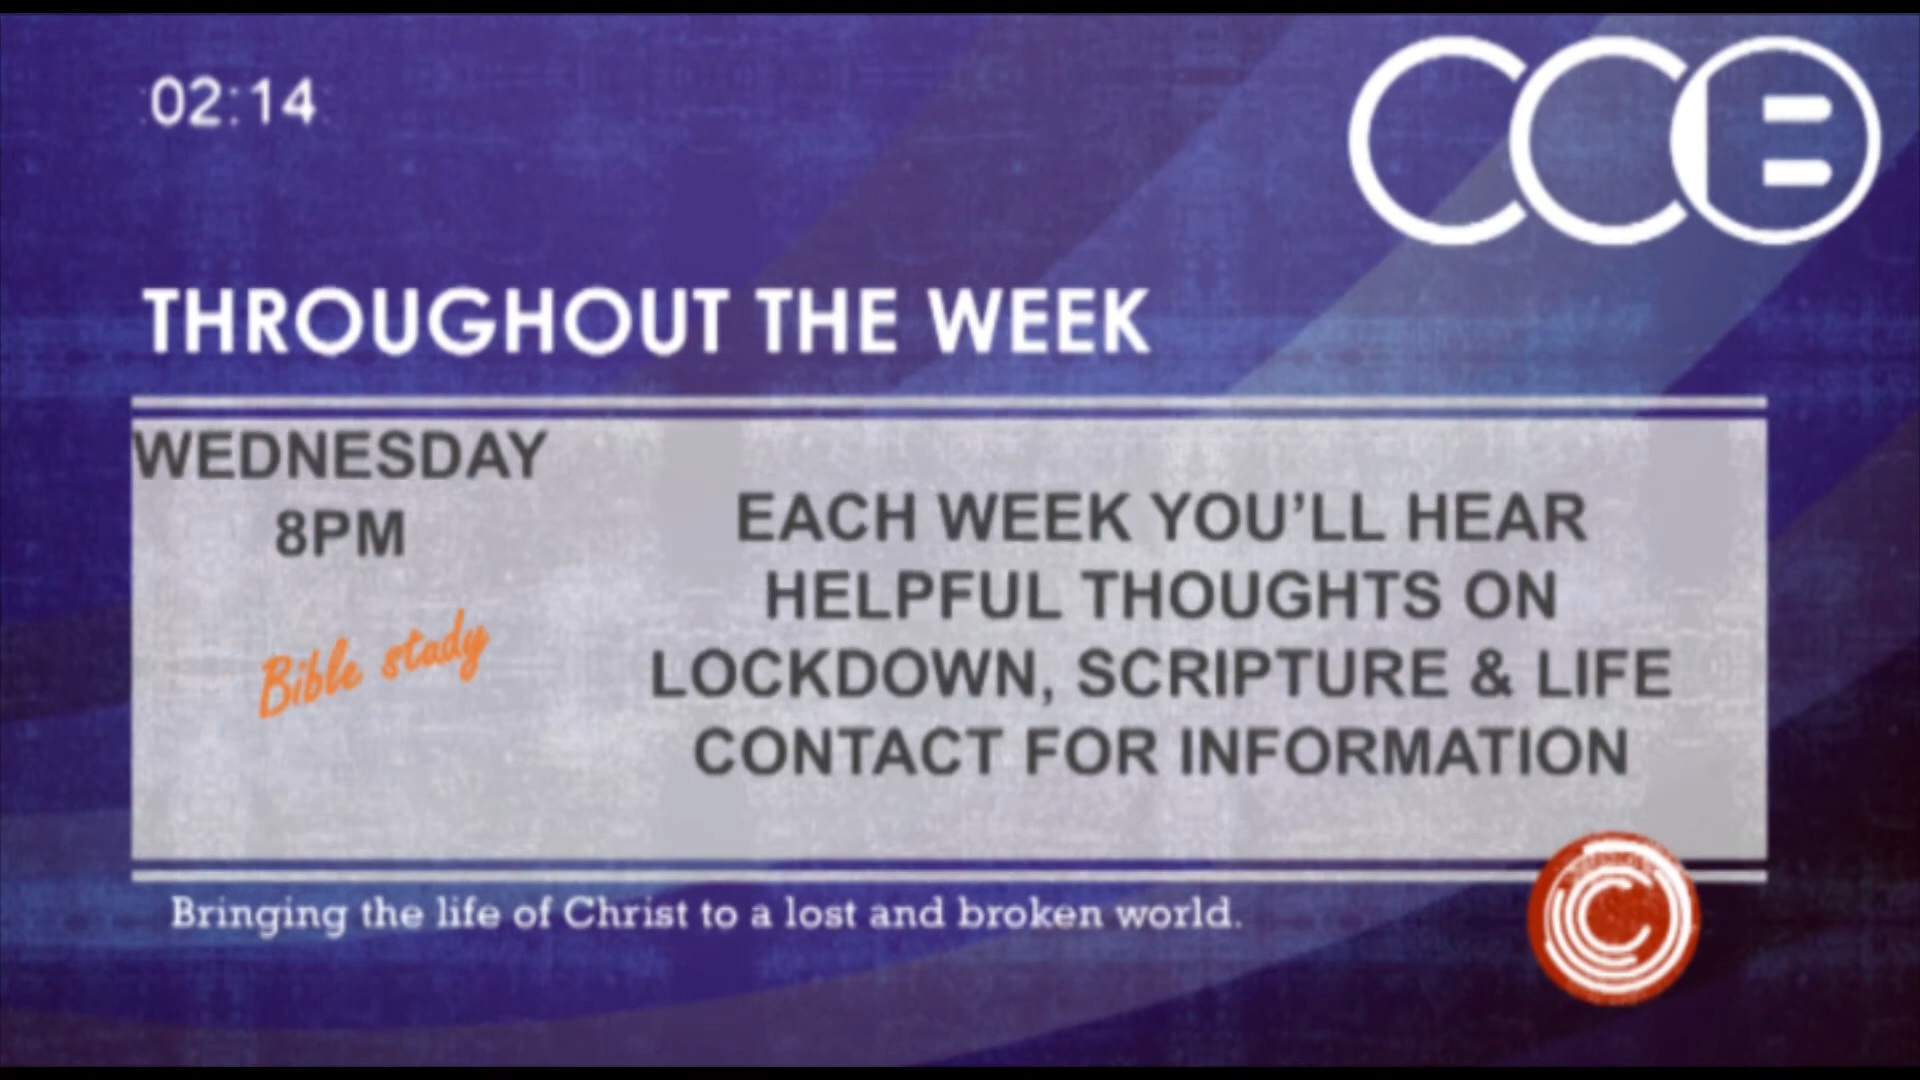 02:14
CCB
THROUGHOUT THE WEEK
WEDNESDAY
8PM
Bible study
EACH WEEK YOU’LL HEAR
HELPFUL THOUGHTS ON
LOCKDOWN, SCRIPTURE & LIFE
CONTACT FOR INFORMATION
Bringing the life of Christ to a lost and broken world.